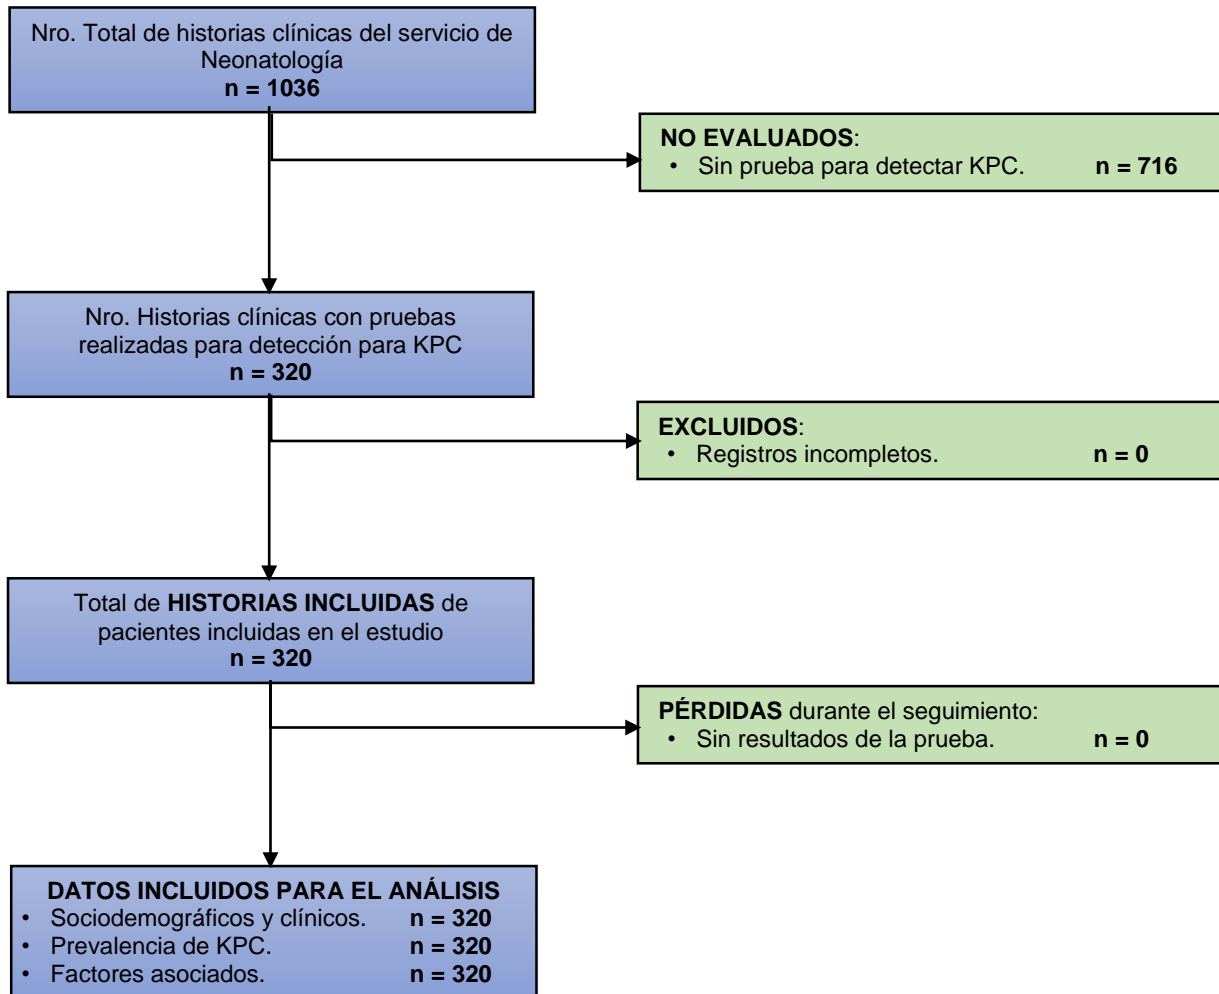 Nro. Total de historias clínicas del servicio de
Neonatología
n = 1036
NO EVALUADOS:
• Sin prueba para detectar KPC. n = 716
Nro. Historias clínicas con pruebas
realizadas para detección para KPC
n = 320
EXCLUIDOS:
• Registros incompletos. n = 0
Total de HISTORIAS INCLUIDAS de
pacientes incluidas en el estudio
n = 320
PÉRDIDAS durante el seguimiento:
• Sin resultados de la prueba. n = 0
DATOS INCLUIDOS PARA EL ANÁLISIS
• Sociodemográficos y clínicos. n = 320
• Prevalencia de KPC. n = 320
• Factores asociados. n = 320